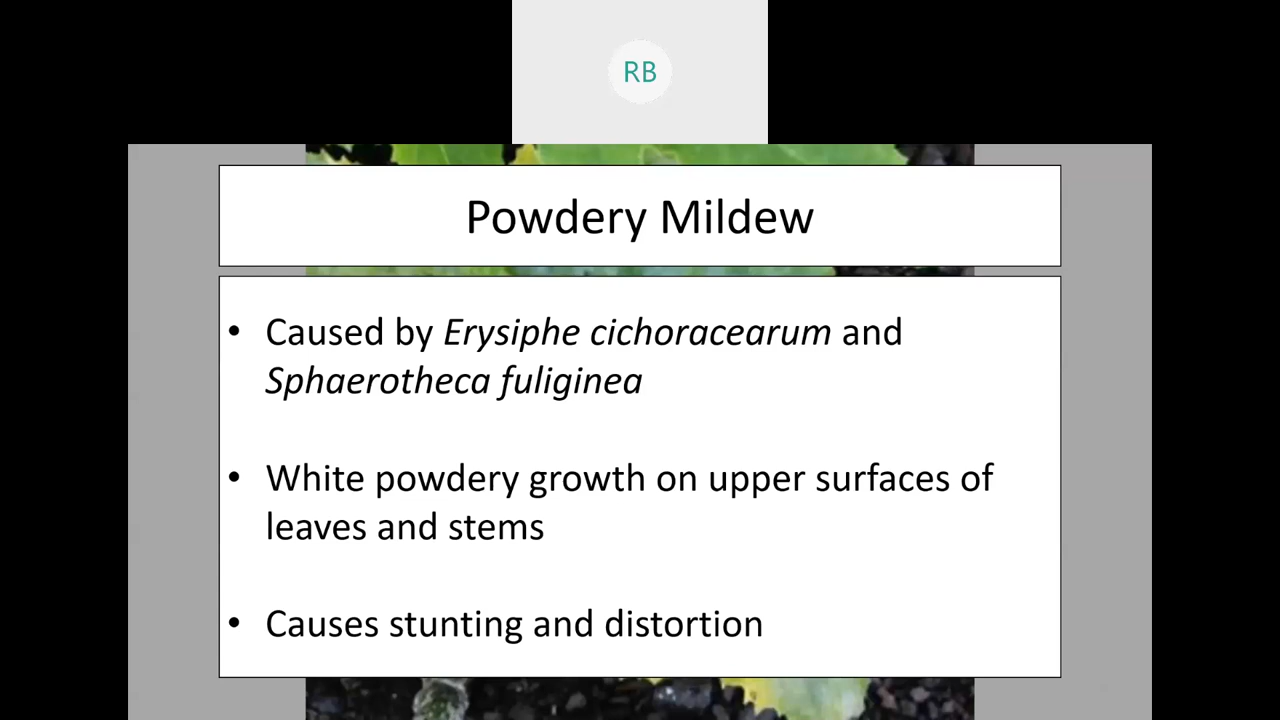 RB
Powdery Mildew
• Caused by Erysiphe cichoracearum and
Sphaerotheca fuliginea
• White powdery growth on upper surfaces of
leaves and stems
• Causes stunting and distortion